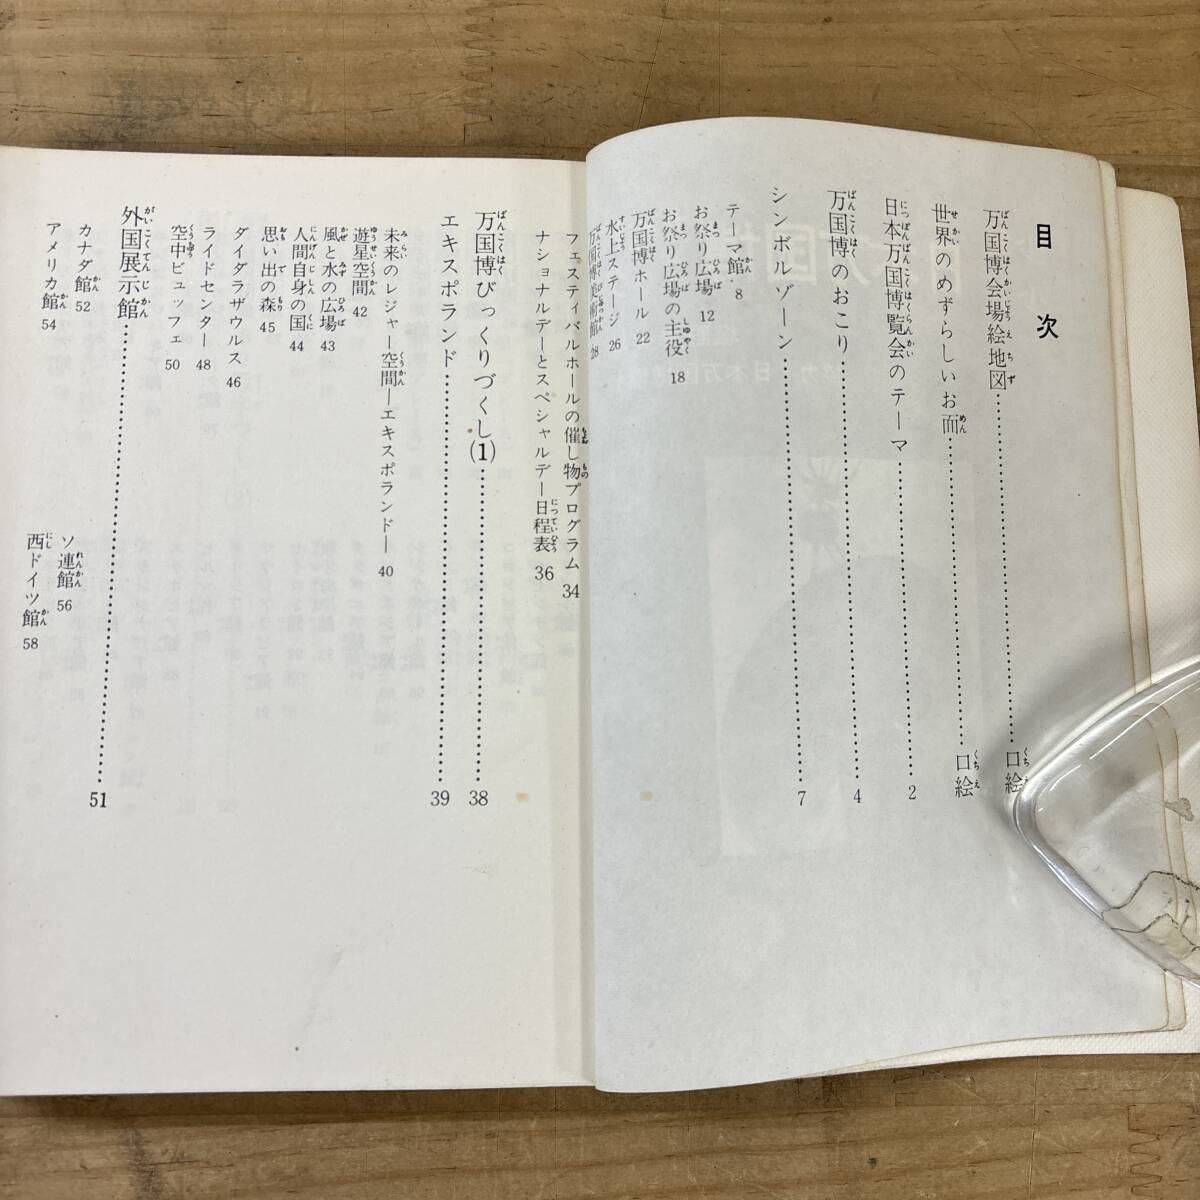 目次
万国博会場絵地図……口絵
世界のめずらしいお面……口絵
日本万国博覧会のテーマ……2
万国博のおこり……4
シンボルゾーン……7
テーマ館・8
お祭り広場 12
お祭り広場の主役 18
万国博ホール 22
水上ステージ 26
万国博美術館 28
フェスティバルホールの催し物プログラム 34
ナショナルデーとスペシャルデー日程表 36
万国博びっくりづくし(1)……38
エキスポランド……39
未来のレジャー空間―エキスポランド― 40
遊星空間 42
風と水の広場 43
人間自身の国 44
思い出の森 45
ダイダラザウルス 46
ライドセンター 48
空中ビュッフェ 50
外国展示館……51
カナダ館 52
アメリカ館 54
ソ連館 56
西ドイツ館 58